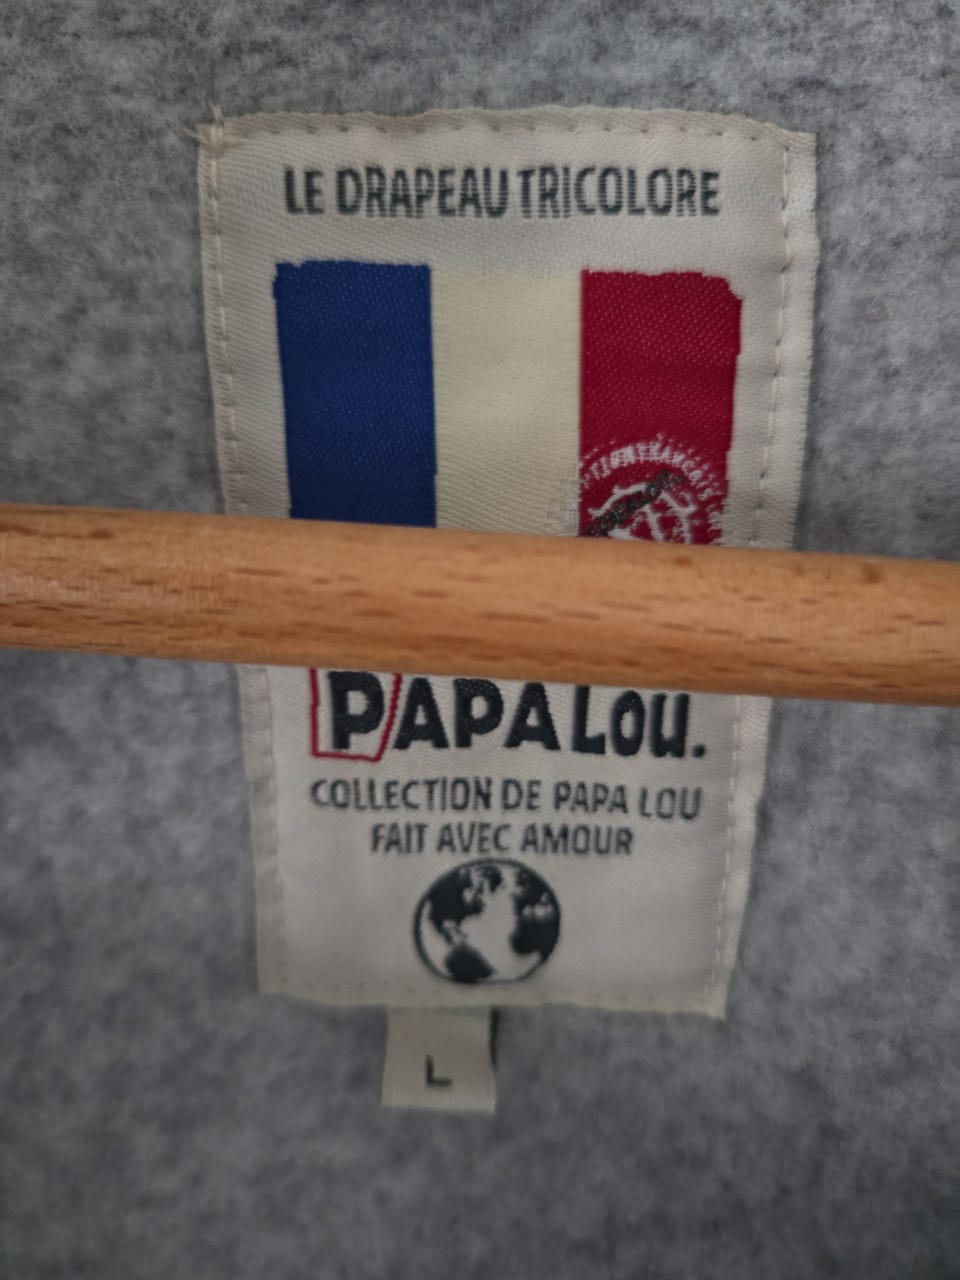 LE DRAPEAU TRICOLORE
PAPA LOU.
COLLECTION DE PAPA LOU
FAIT AVEC AMOUR
L